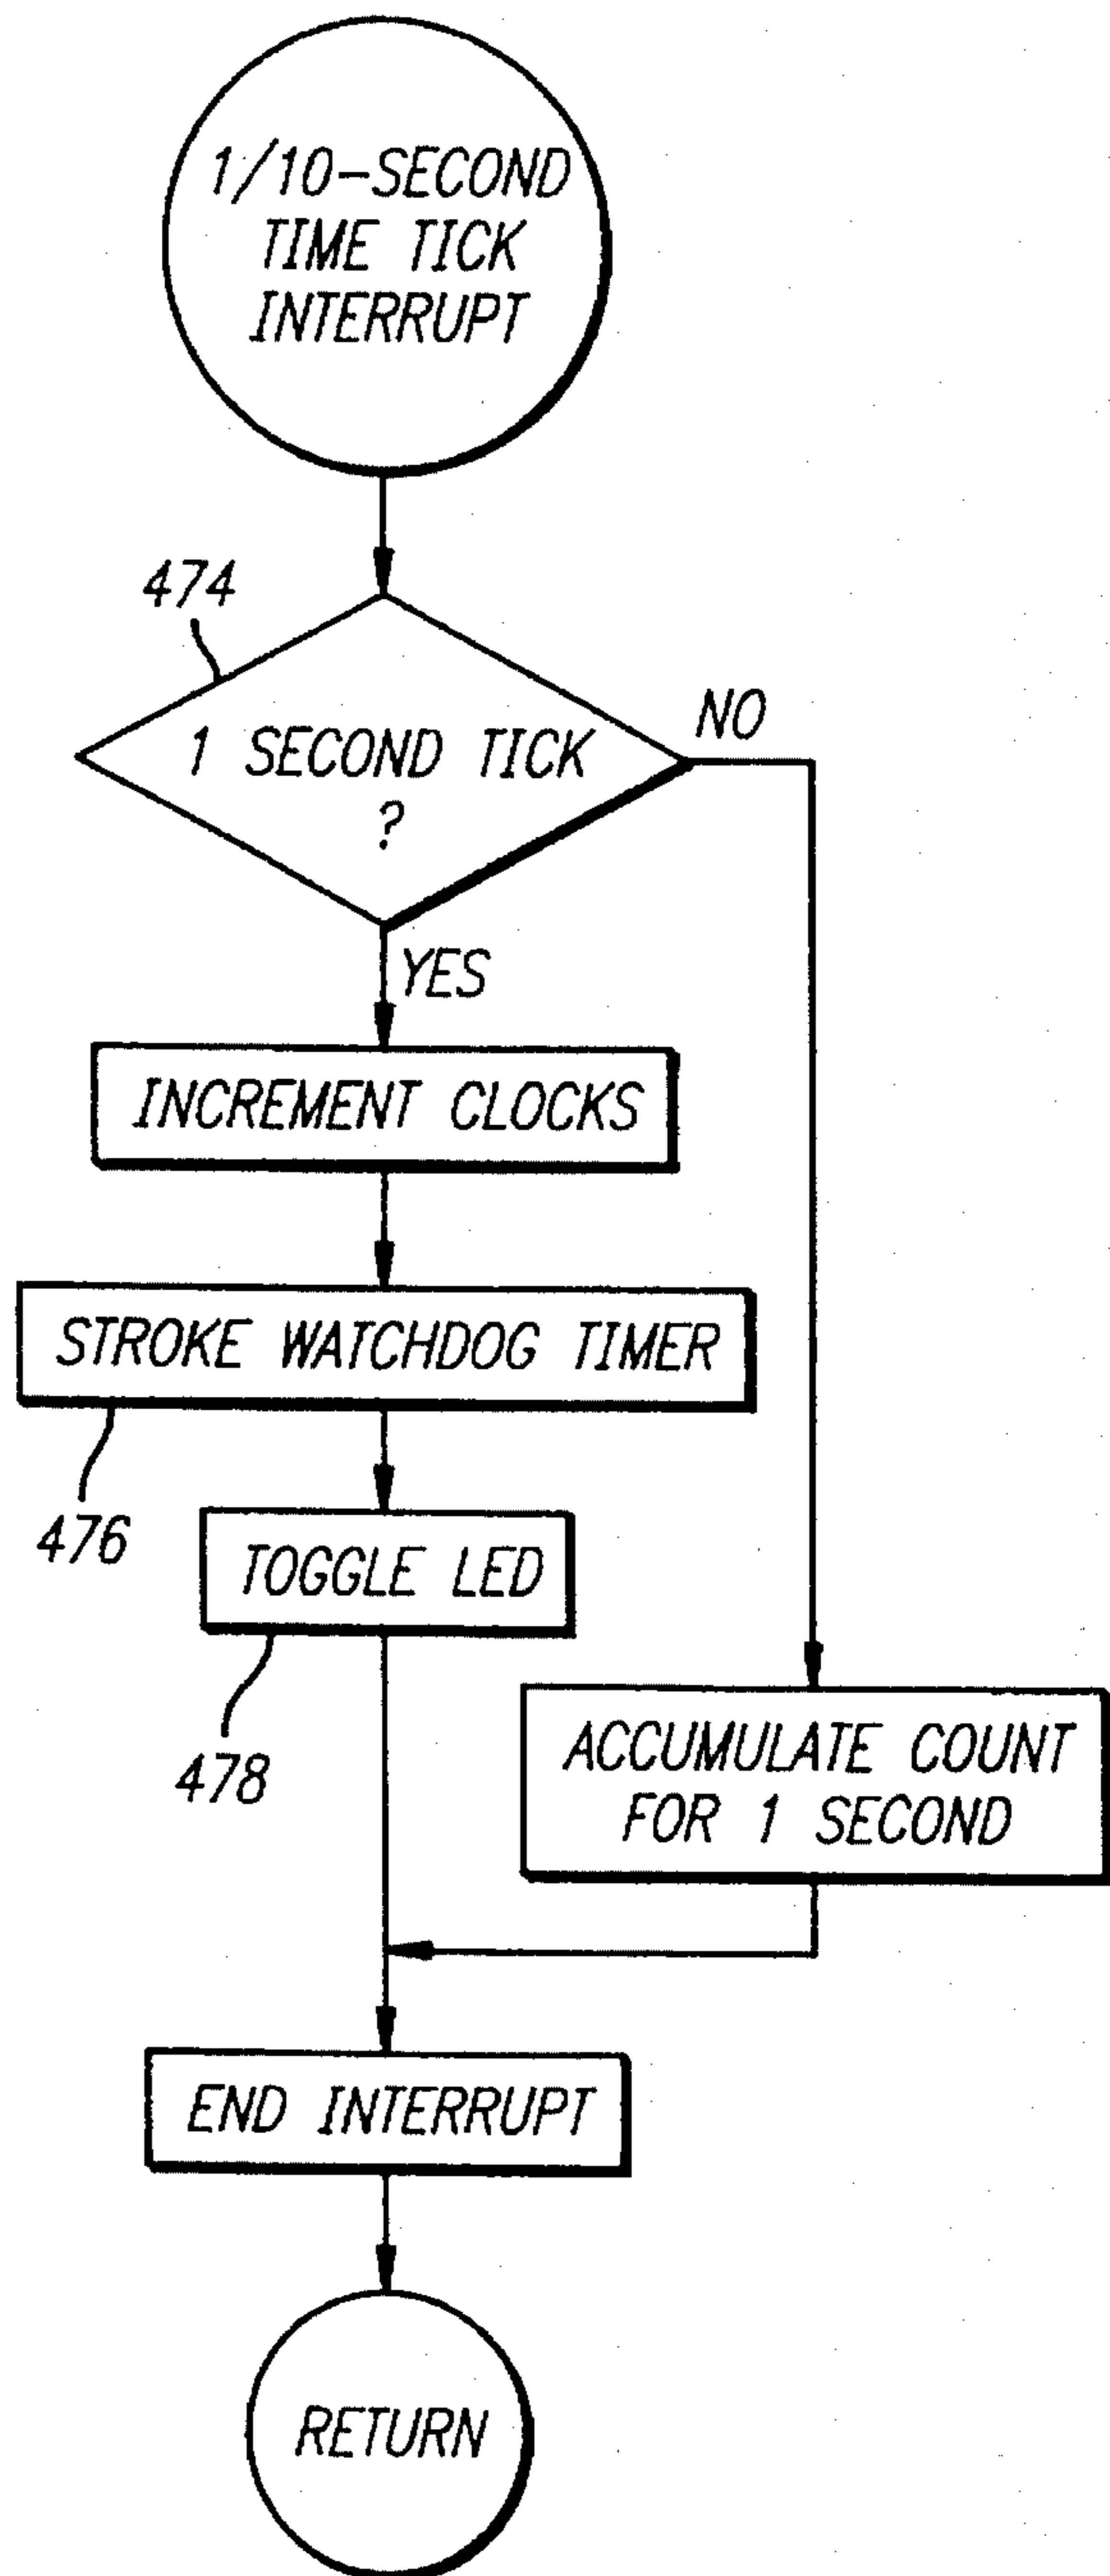 1/10-SECOND
TIME TICK
INTERRUPT
474
1 SECOND TICK
?
NO
YES
INCREMENT CLOCKS
STROKE WATCHDOG TIMER
476
TOGGLE LED
478
ACCUMULATE COUNT
FOR 1 SECOND
END INTERRUPT
RETURN